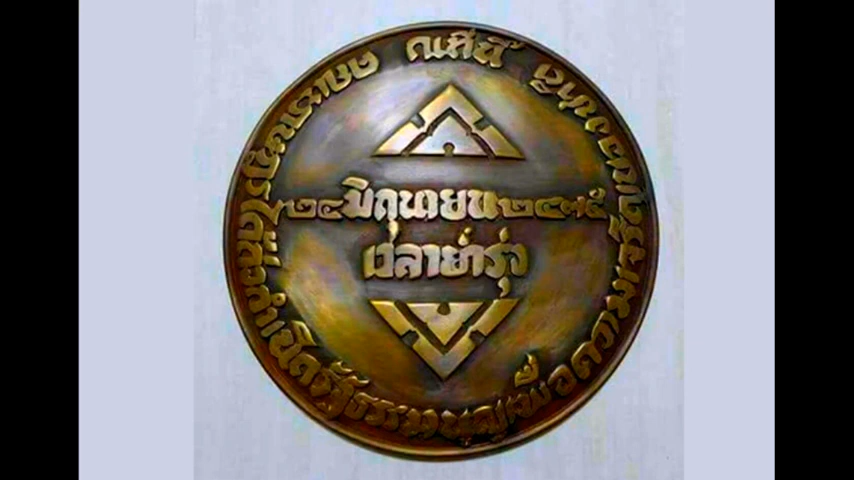 ณที่นี้
๒๔ มิถุนายน ๒๔๗๕
เวลาย่ำรุ่ง
คณะราษฎรได้ก่อกำเนิดรัฐธรรมนูญเพื่อความเจริญของชาติ